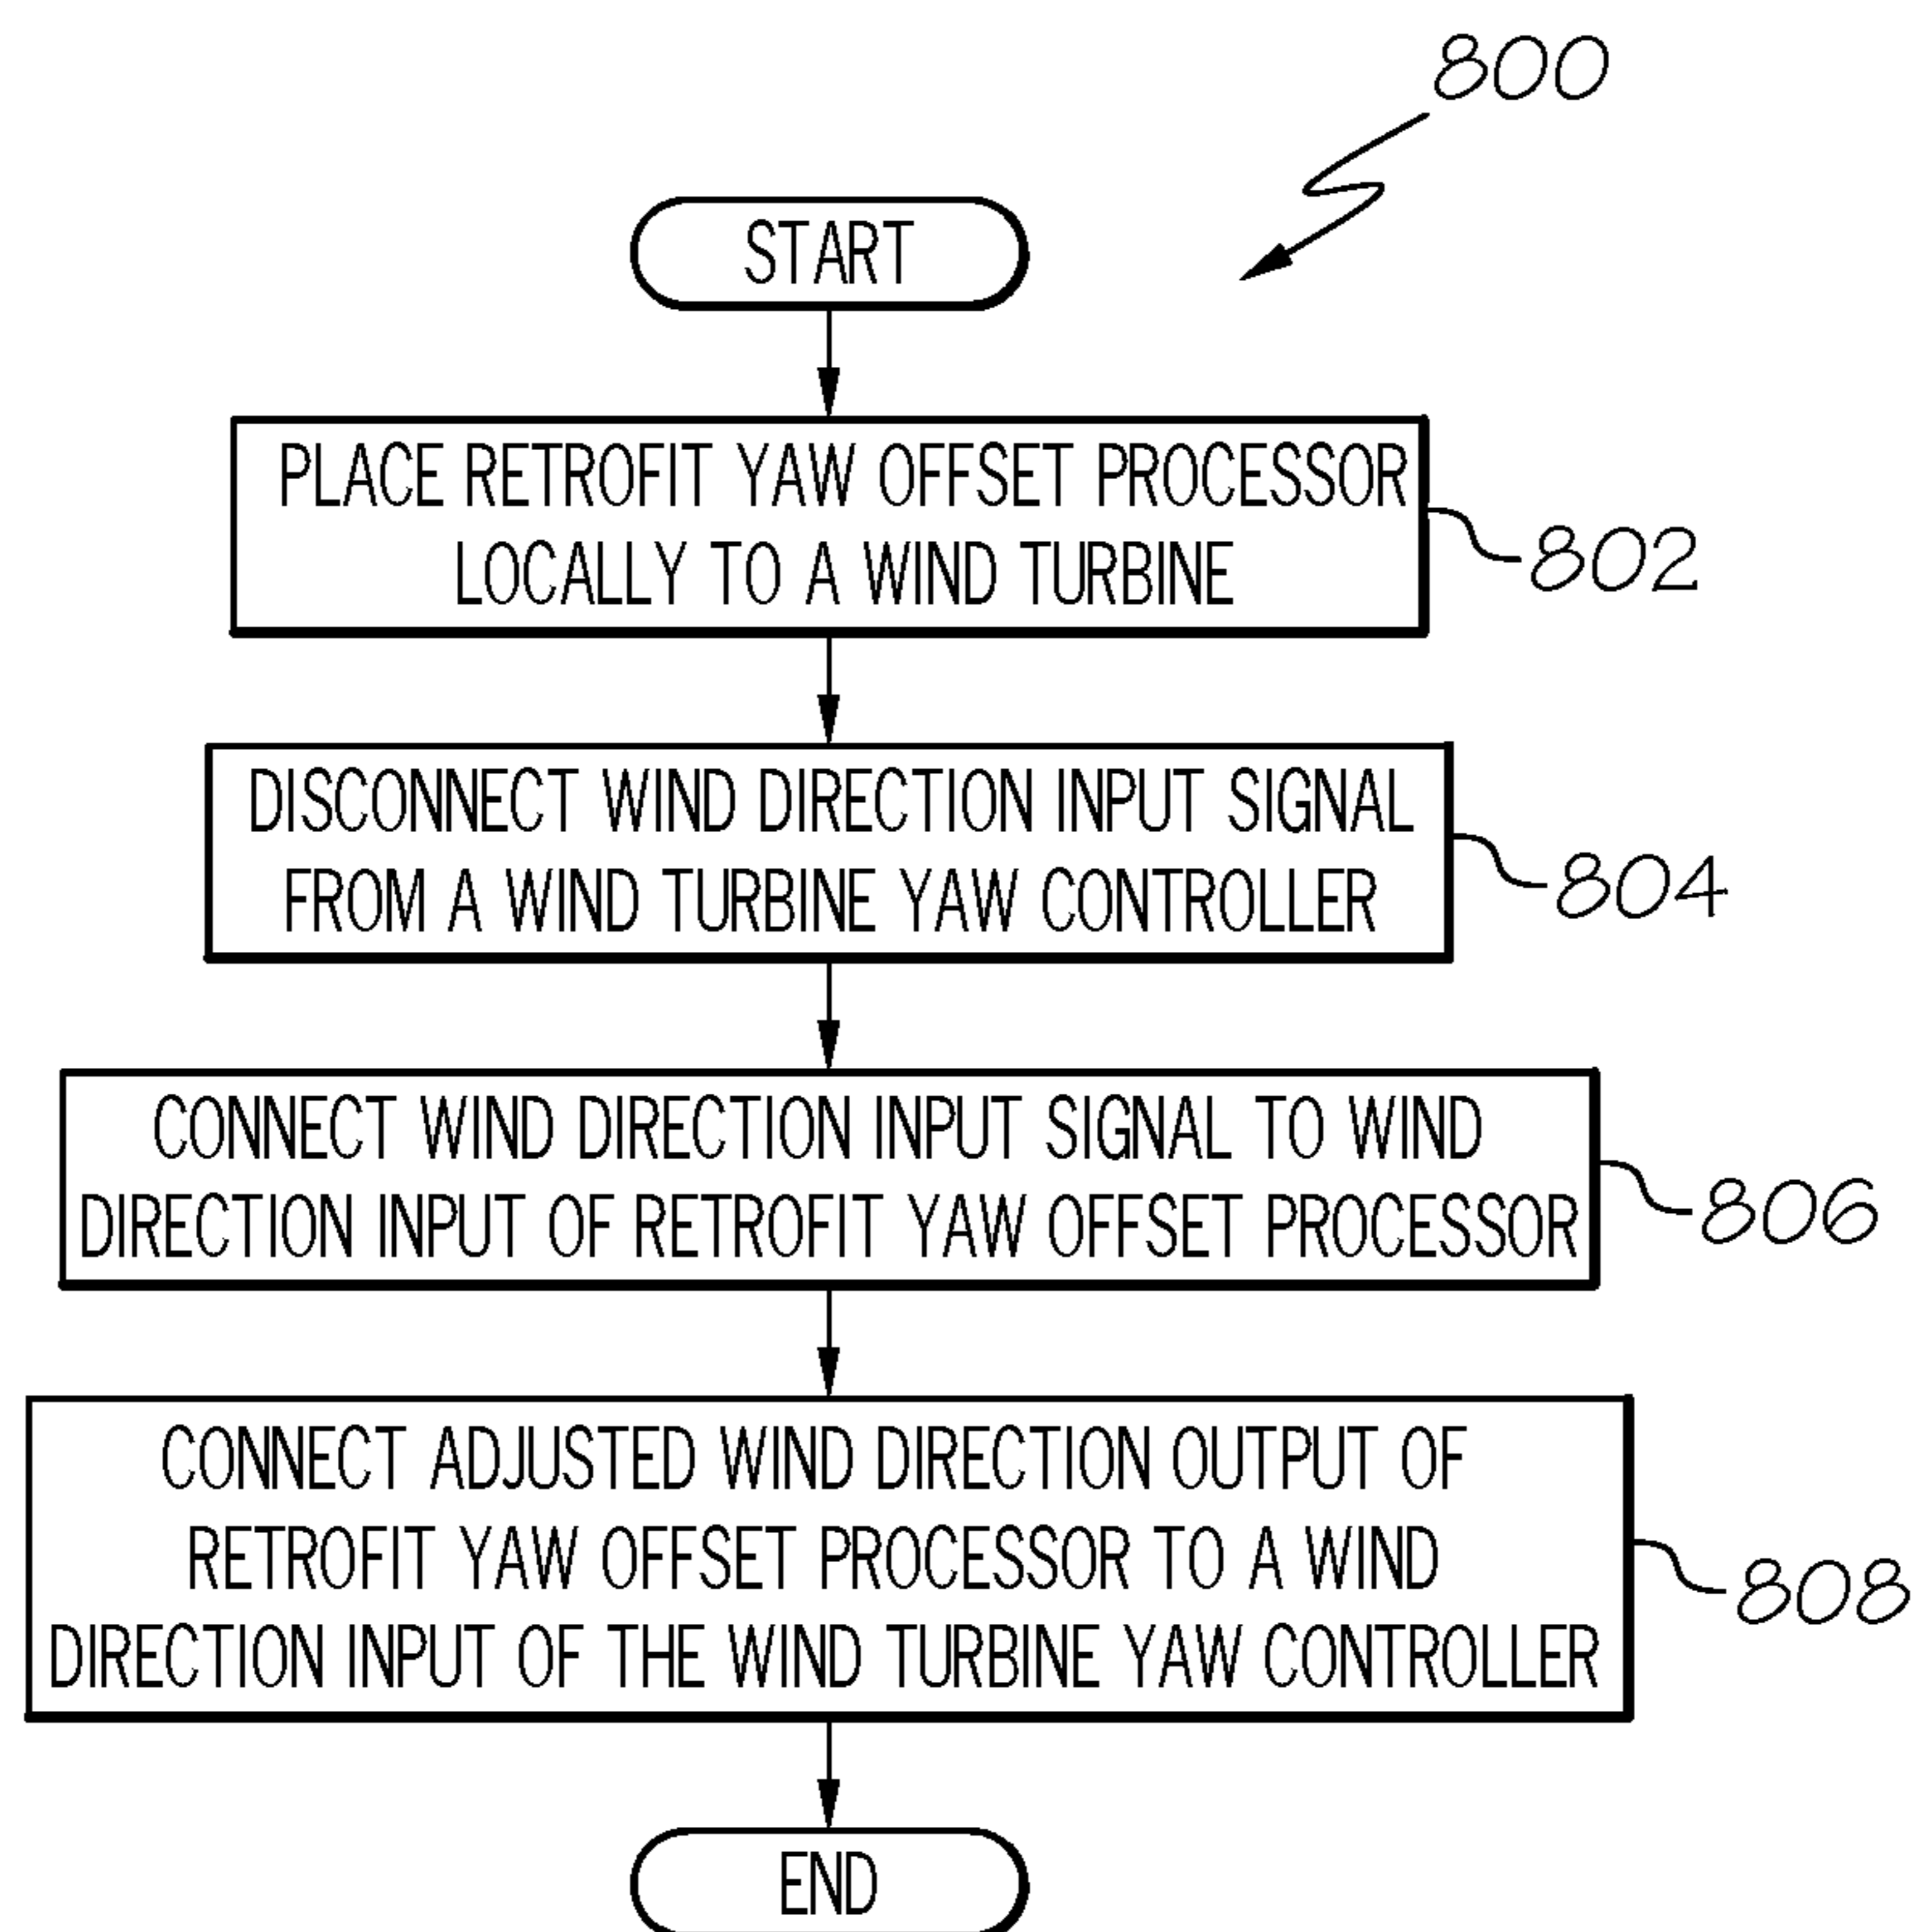 800
START
PLACE RETROFIT YAW OFFSET PROCESSOR
LOCALLY TO A WIND TURBINE
802
DISCONNECT WIND DIRECTION INPUT SIGNAL
FROM A WIND TURBINE YAW CONTROLLER
804
CONNECT WIND DIRECTION INPUT SIGNAL TO WIND
DIRECTION INPUT OF RETROFIT YAW OFFSET PROCESSOR
806
CONNECT ADJUSTED WIND DIRECTION OUTPUT OF
RETROFIT YAW OFFSET PROCESSOR TO A WIND
DIRECTION INPUT OF THE WIND TURBINE YAW CONTROLLER
808
END